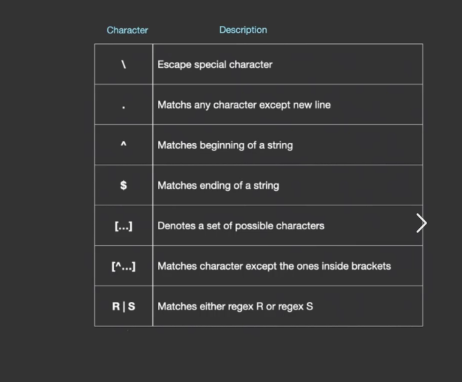 Character Description
\ Escape special character
. Matchs any character except new line
^ Matches beginning of a string
$ Matches ending of a string
[...] Denotes a set of possible characters
[^...] Matches character except the ones inside brackets
R | S Matches either regex R or regex S